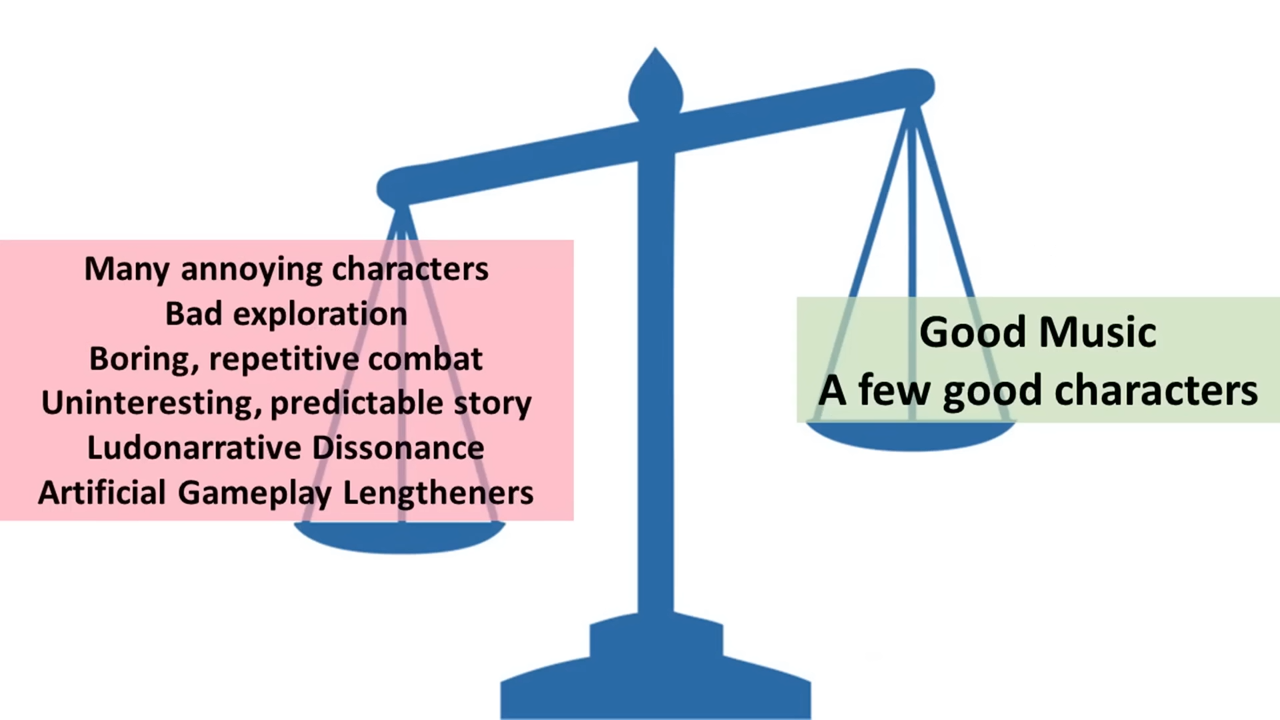 Many annoying characters
Bad exploration
Boring, repetitive combat
Uninteresting, predictable story
Ludonarrative Dissonance
Artificial Gameplay Lengtheners
Good Music
A few good characters